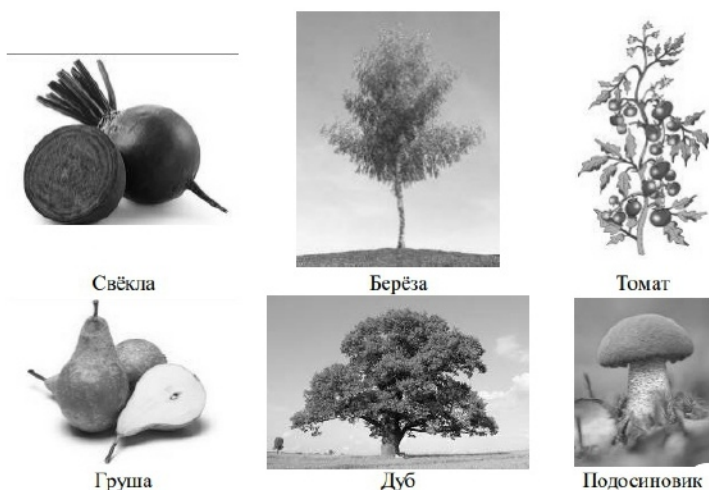 Свёкла
Берёза
Томат
Груша
Дуб
Подосиновик